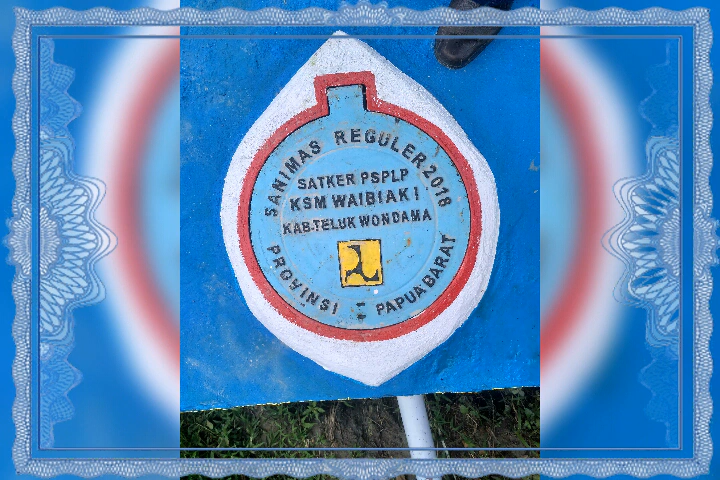 SANIMAS REGULER 2018
SATKER PSPLP
KSM WAIBIAK I
KAB.TELUK WONDAMA
PROVINSI - PAPUA BARAT